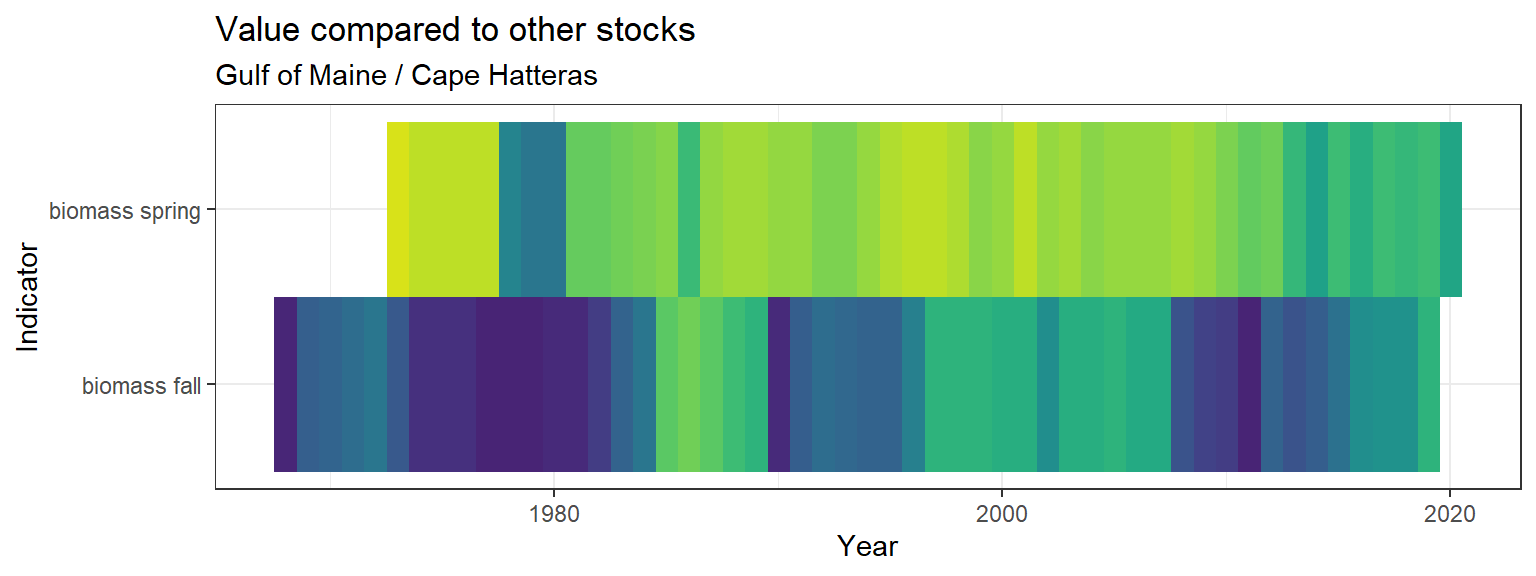 Value compared to other stocks
Gulf of Maine / Cape Hatteras
Indicator
biomass spring
biomass fall
1980
2000
2020
Year